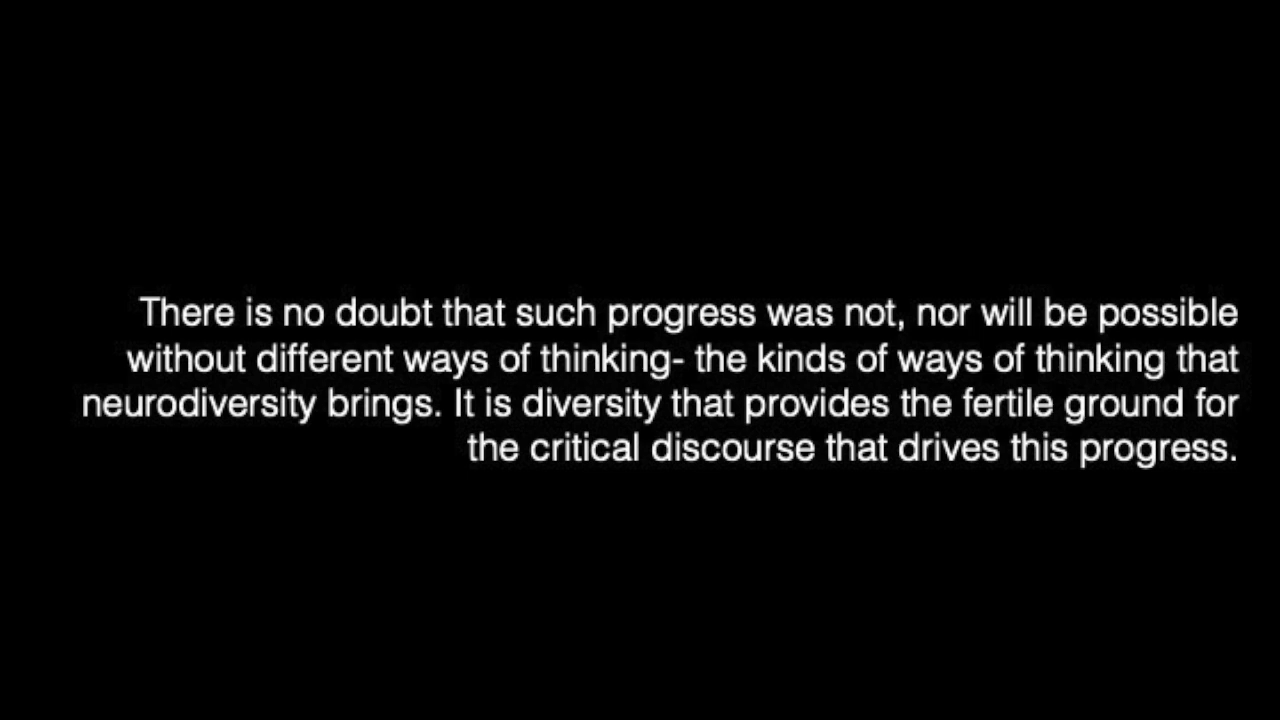 There is no doubt that such progress was not, nor will be possible
without different ways of thinking- the kinds of ways of thinking that
neurodiversity brings. It is diversity that provides the fertile ground for
the critical discourse that drives this progress.